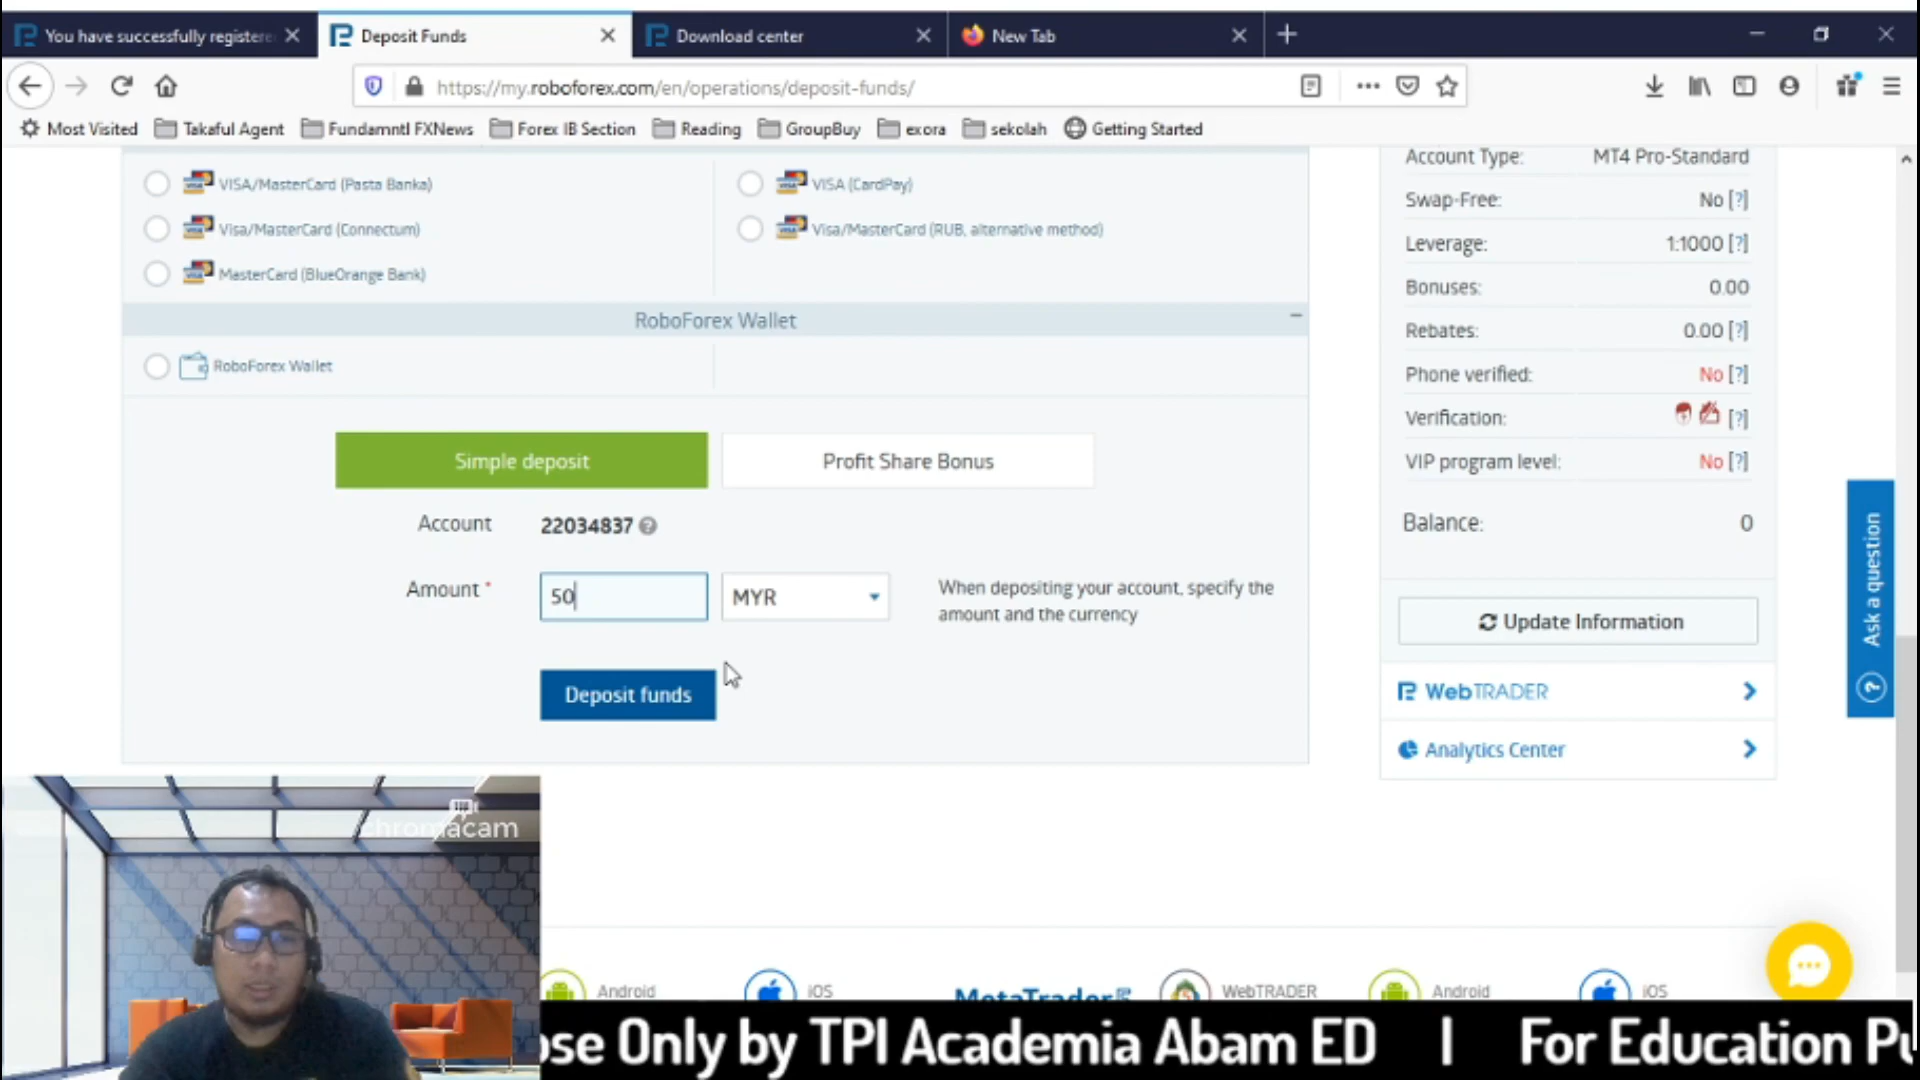 You have successfully registere
Deposit Funds
Download center
New Tab
https://my.roboforex.com/en/operations/deposit-funds/
Most Visited
Takaful Agent
Fundamntl FXNews
Forex IB Section
Reading
GroupBuy
exora
sekolah
Getting Started
VISA/MasterCard (Pasta Banka)
VISA (CardPay)
Visa/MasterCard (Connectum)
Visa/MasterCard (RUB, alternative method)
MasterCard (BlueOrange Bank)
RoboForex Wallet
RoboForex Wallet
Simple deposit
Profit Share Bonus
Account 22034837
Amount * 50 MYR
When depositing your account, specify the
amount and the currency
Deposit funds
Account Type: MT4 Pro-Standard
Swap-Free: No [?]
Leverage: 1:1000 [?]
Bonuses: 0.00
Rebates: 0.00 [?]
Phone verified: No [?]
Verification: [?]
VIP program level: No [?]
Balance: 0
Update Information
WebTRADER
Analytics Center
Ask a question
chromacam
Android
iOS
MetaTrader
WebTRADER
Android
iOS
ose Only by TPI Academia Abam ED | For Education Pu